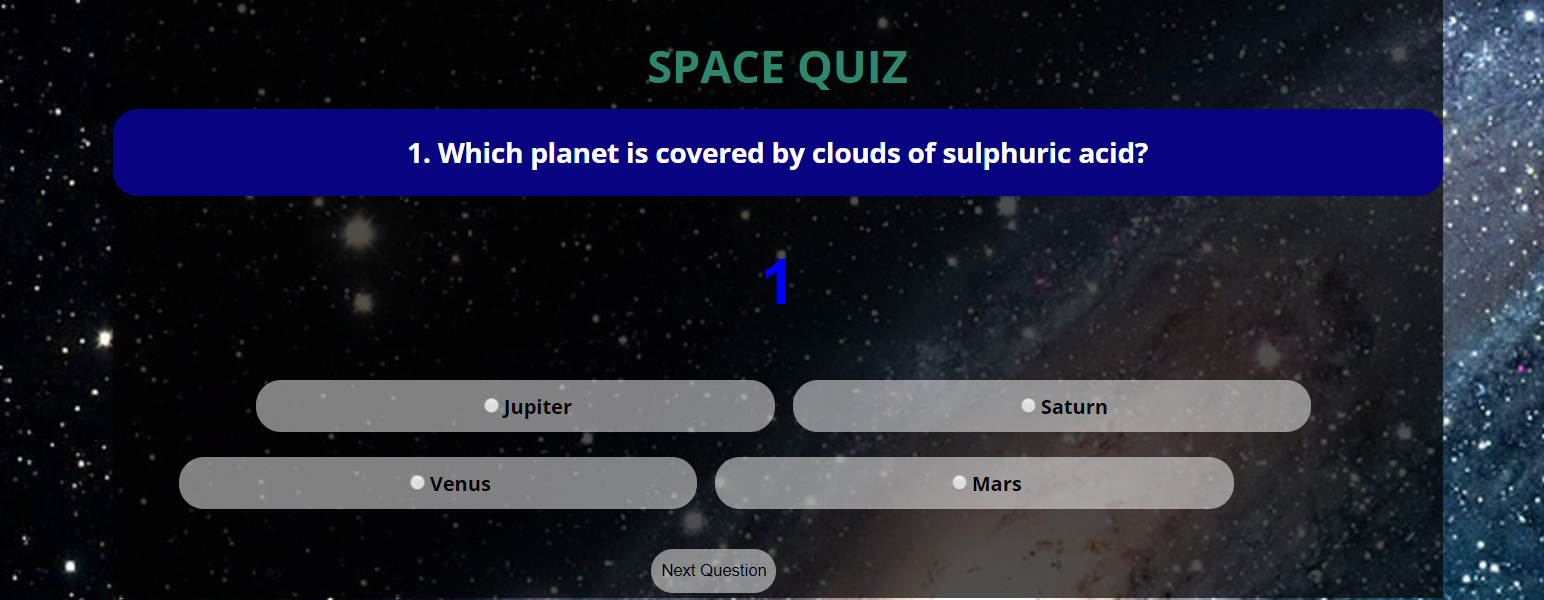 SPACE QUIZ
1. Which planet is covered by clouds of sulphuric acid?
1
Jupiter Saturn
Venus Mars
Next Question